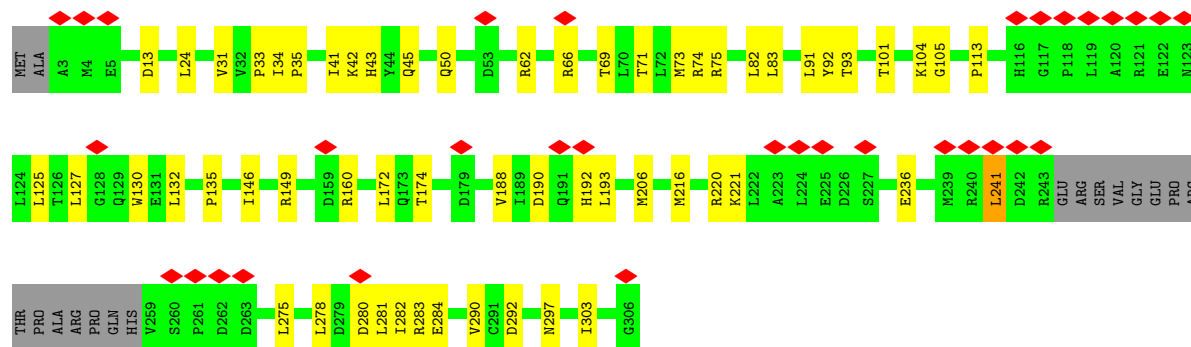 MET ALA A3 M4 E5 D13 L24 V31 V32 P33 I34 P35 I41 K42 H43 Y44 Q45 Q50 D53 R62 R66 T69 L70 T71 L72 M73 R74 R75 L82 L83 L91 Y92 T93 T101 K104 G105 P113 H116 G117 P118 L119 A120 R121 E122 N123
L124 L125 T126 L127 G128 Q129 W130 E131 L132 P135 I146 R149 D159 R160 L172 Q173 T174 D179 V188 I189 D190 Q191 H192 L193 M206 M216 R220 K221 L222 A223 L224 E225 D226 S227 E236 M239 R240 L241 D242 R243 GLU ARG SER VAL GLY GLU PRO ARG
THR PRO ALA ARG PRO GLN HIS V259 S260 P261 D262 D263 L275 L278 D279 D280 L281 I282 R283 E284 V290 C291 D292 N297 I303 G306